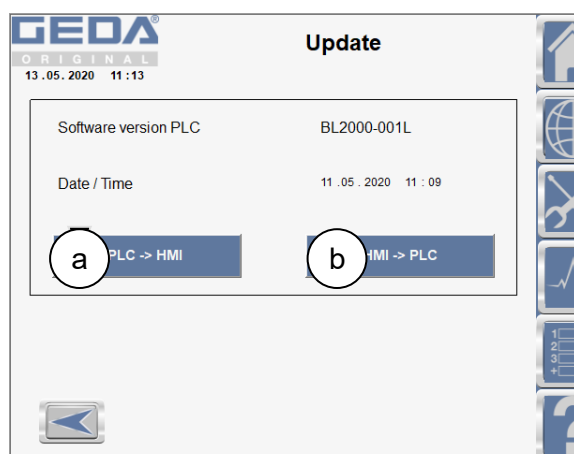 GEDA®
ORIGINAL
Update
13.05.2020 11:13
Software version PLC BL2000-001L
Date / Time 11.05.2020 11:09
a PLC -> HMI b HMI -> PLC
1
2
3
+
?